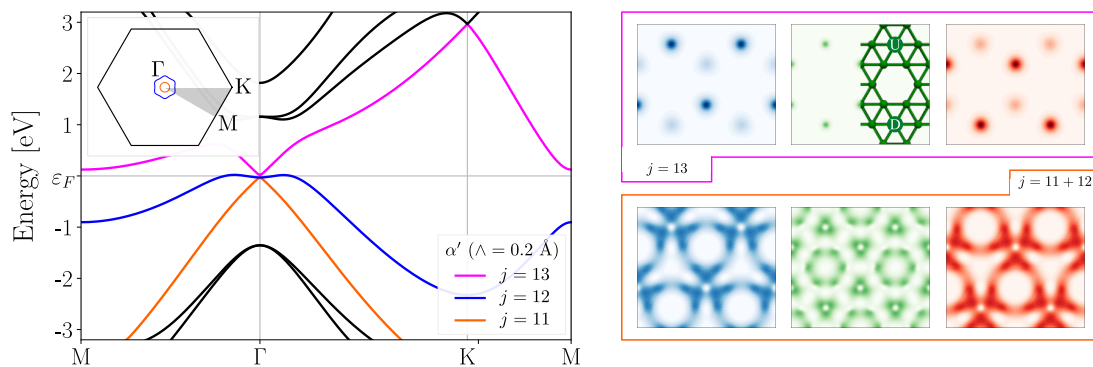 3
2
1
ε_F
-1
-2
-3
Energy [eV]
Γ
K
M
α′ (∧ = 0.2 Å)
j = 13
j = 12
j = 11
M
Γ
K
M
U
D
j = 13
j = 11 + 12